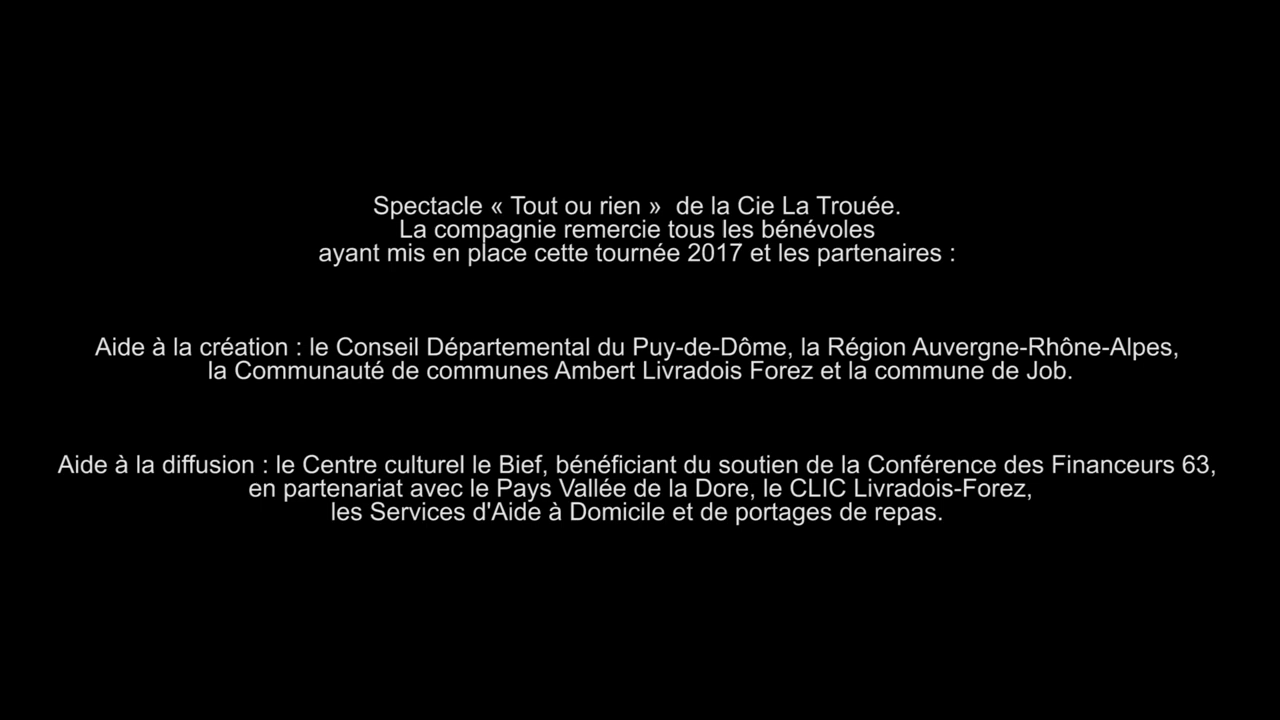 Spectacle « Tout ou rien »  de la Cie La Trouée.
La compagnie remercie tous les bénévoles
ayant mis en place cette tournée 2017 et les partenaires :
Aide à la création : le Conseil Départemental du Puy-de-Dôme, la Région Auvergne-Rhône-Alpes,
la Communauté de communes Ambert Livradois Forez et la commune de Job.
Aide à la diffusion : le Centre culturel le Bief, bénéficiant du soutien de la Conférence des Financeurs 63,
en partenariat avec le Pays Vallée de la Dore, le CLIC Livradois-Forez,
les Services d'Aide à Domicile et de portages de repas.